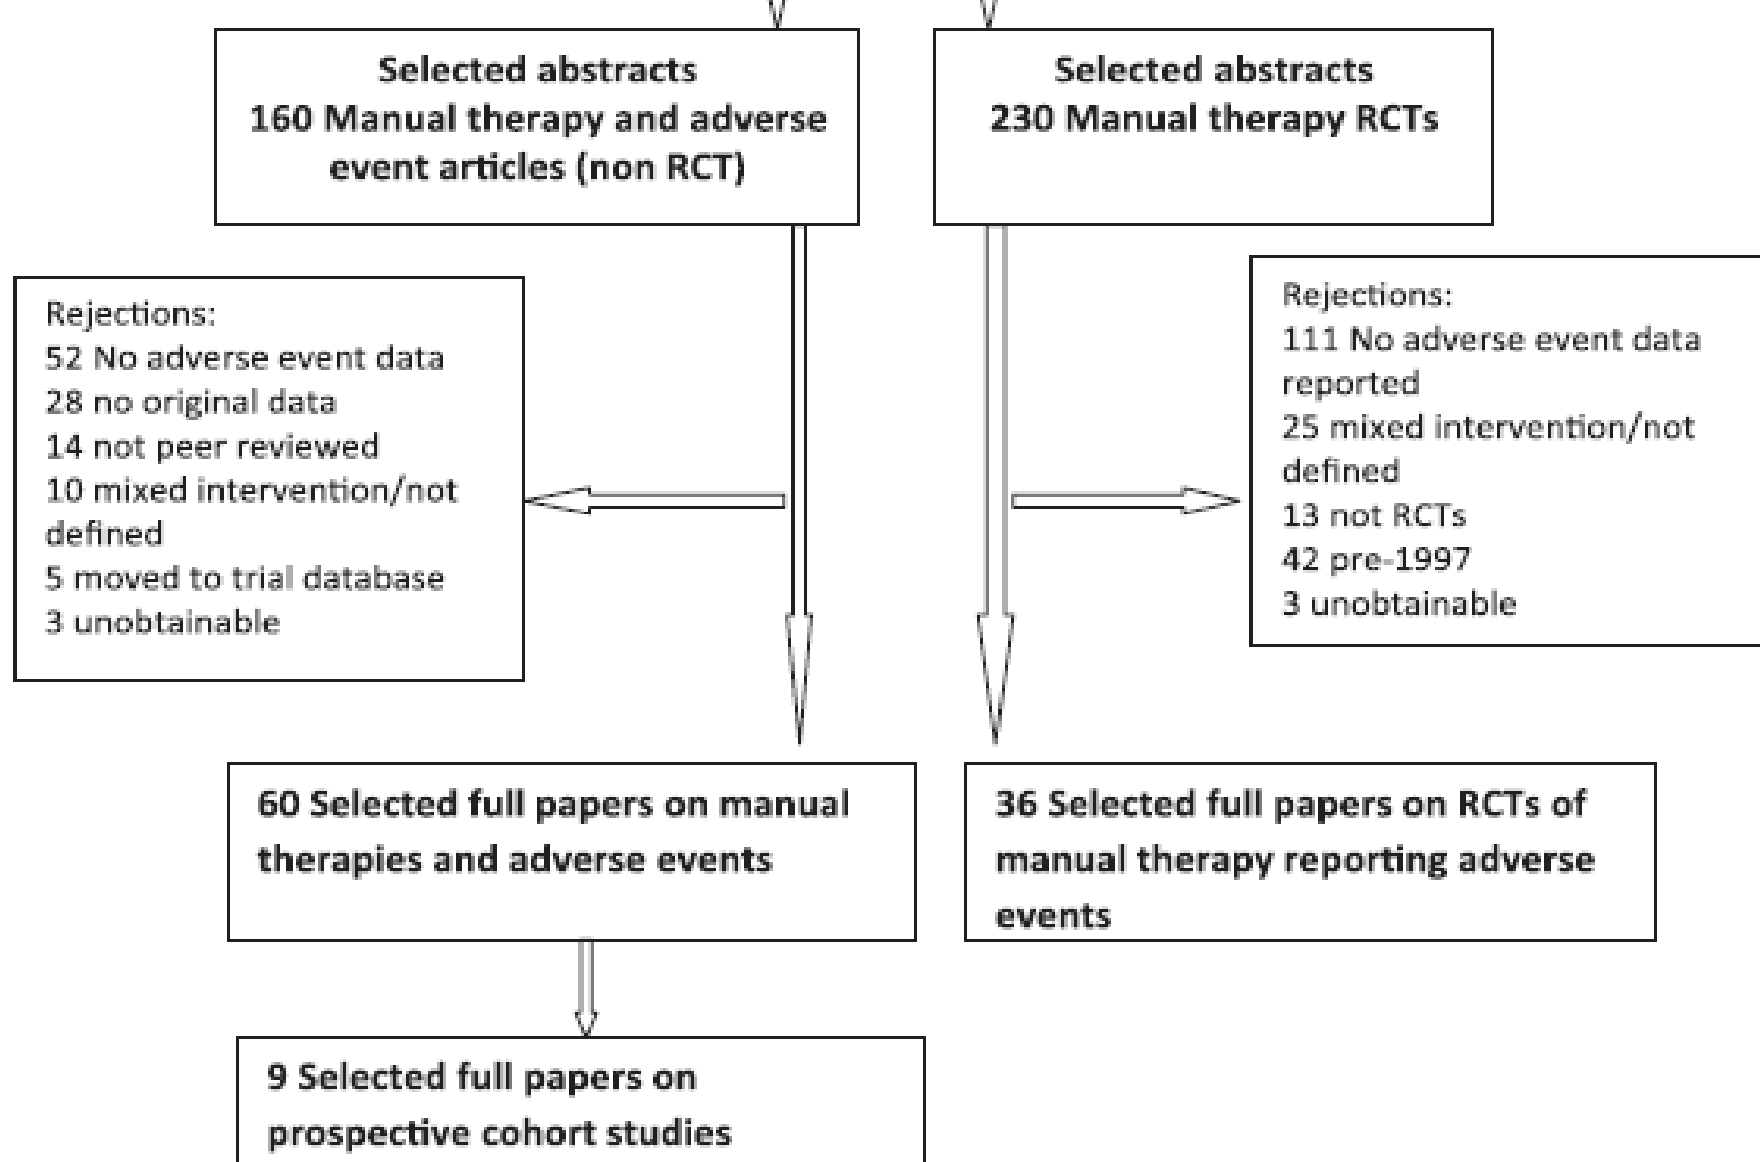 Selected abstracts
160 Manual therapy and adverse
event articles (non RCT)
Selected abstracts
230 Manual therapy RCTs
Rejections:
52 No adverse event data
28 no original data
14 not peer reviewed
10 mixed intervention/not
defined
5 moved to trial database
3 unobtainable
Rejections:
111 No adverse event data
reported
25 mixed intervention/not
defined
13 not RCTs
42 pre-1997
3 unobtainable
60 Selected full papers on manual
therapies and adverse events
36 Selected full papers on RCTs of
manual therapy reporting adverse
events
9 Selected full papers on
prospective cohort studies